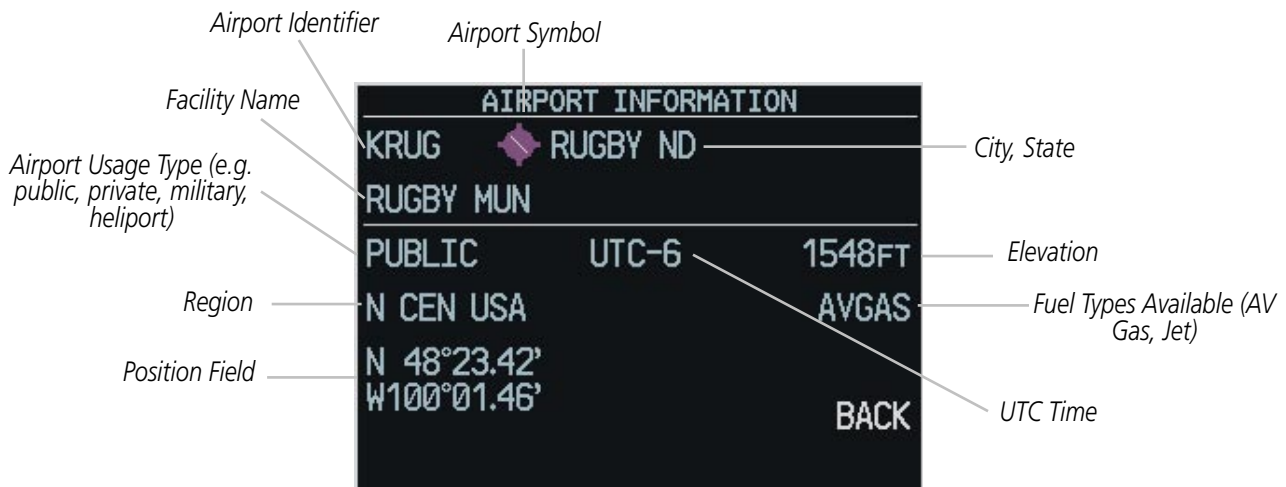 Airport Identifier
Airport Symbol
Facility Name
Airport Usage Type (e.g.
public, private, military,
heliport)
Region
Position Field
AIRPORT INFORMATION
KRUG RUGBY ND
RUGBY MUN
PUBLIC UTC-6 1548FT
N CEN USA AVGAS
N 48°23.42'
W100°01.46'
BACK
City, State
Elevation
Fuel Types Available (AV
Gas, Jet)
UTC Time